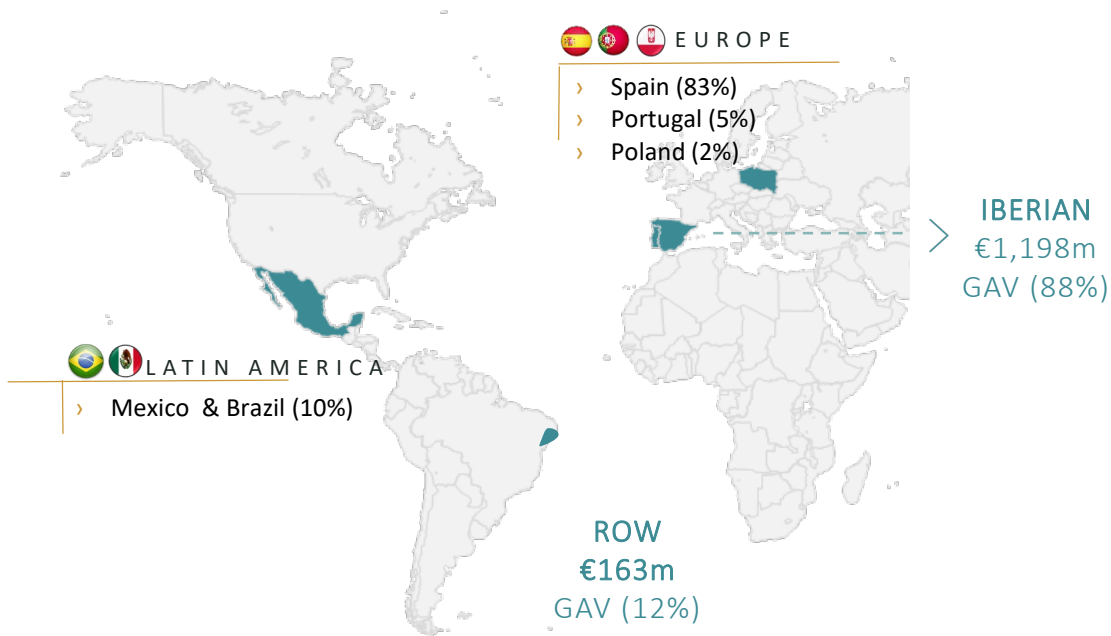 EUROPE
› Spain (83%)
› Portugal (5%)
› Poland (2%)
IBERIAN
€1,198m
GAV (88%)
LATIN AMERICA
› Mexico & Brazil (10%)
ROW
€163m
GAV (12%)